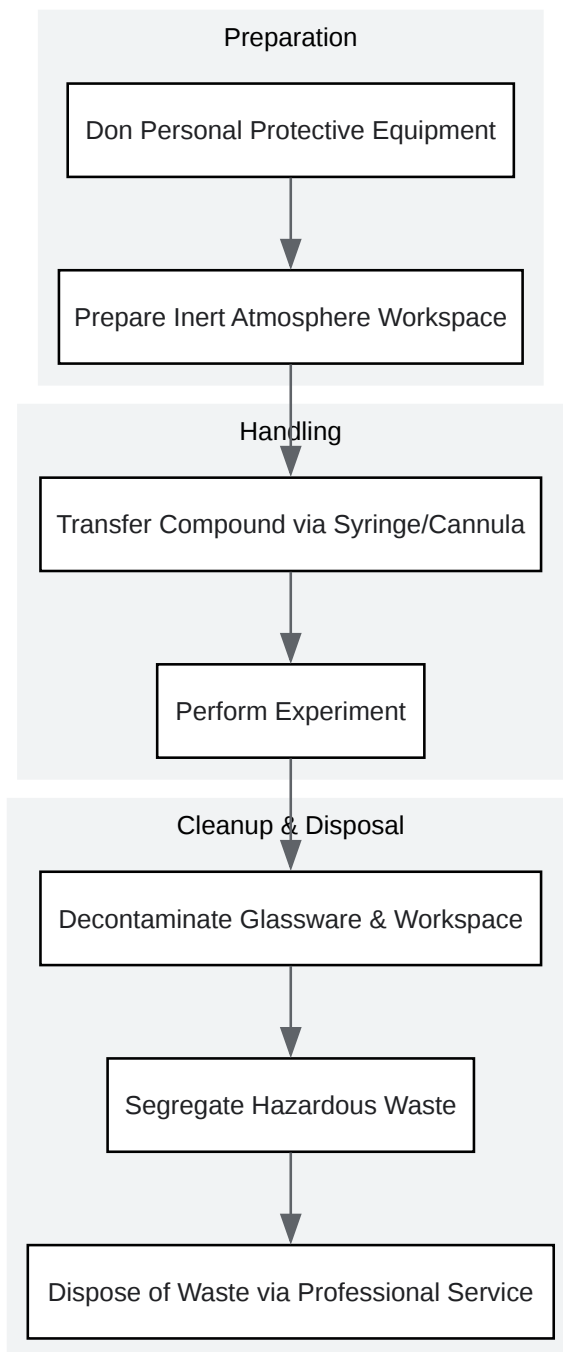 Preparation
Don Personal Protective Equipment
Prepare Inert Atmosphere Workspace
Handling
Transfer Compound via Syringe/Cannula
Perform Experiment
Cleanup & Disposal
Decontaminate Glassware & Workspace
Segregate Hazardous Waste
Dispose of Waste via Professional Service